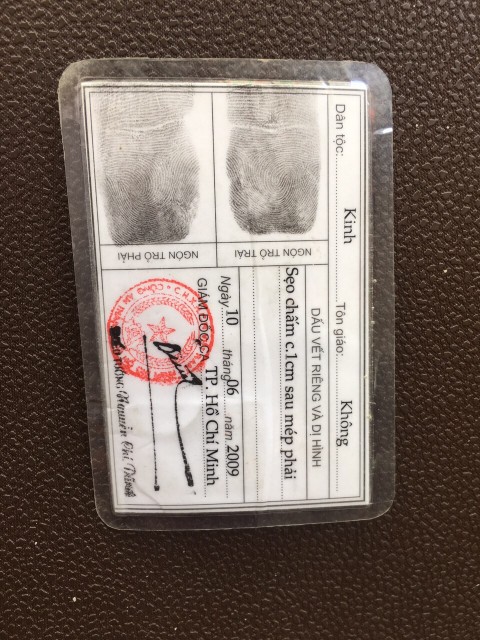 Dân tộc: Kinh Tôn giáo: Không
DẤU VẾT RIÊNG VÀ DỊ HÌNH
Sẹo chấm c.1cm sau mép phải
NGÓN TRỎ TRÁI
NGÓN TRỎ PHẢI
Ngày 10 tháng 06 năm 2009
GIÁM ĐỐC CA TP. Hồ Chí Minh